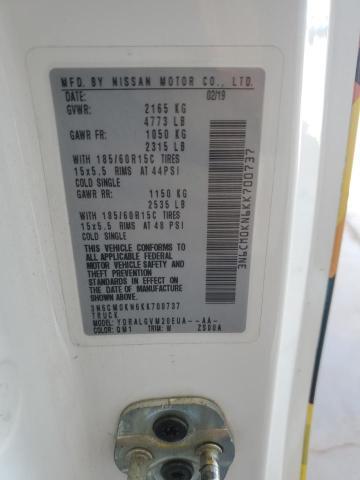 MFD. BY NISSAN MOTOR CO., LTD.
DATE: 02/19
GVWR: 2165 KG
4773 LB
GAWR FR: 1050 KG
2315 LB
WITH 185/60R15C TIRES
15x5.5 RIMS AT 44PSI
COLD SINGLE
GAWR RR: 1150 KG
2535 LB
WITH 185/60R15C TIRES
15x5.5 RIMS AT 48 PSI
COLD SINGLE
THIS VEHICLE CONFORMS TO
ALL APPLICABLE FEDERAL
MOTOR VEHICLE SAFETY AND
THEFT PREVENTION STANDARDS
IN EFFECT ON THE DATE OF
MANUFACTURE SHOWN ABOVE.
3N6CM0KN6KK700737
TRUCK
MODEL: YDRALGVM20EUA--AA-
COLOR: QM1 TRIM: W Z500A
3N6CM0KN6KK700737